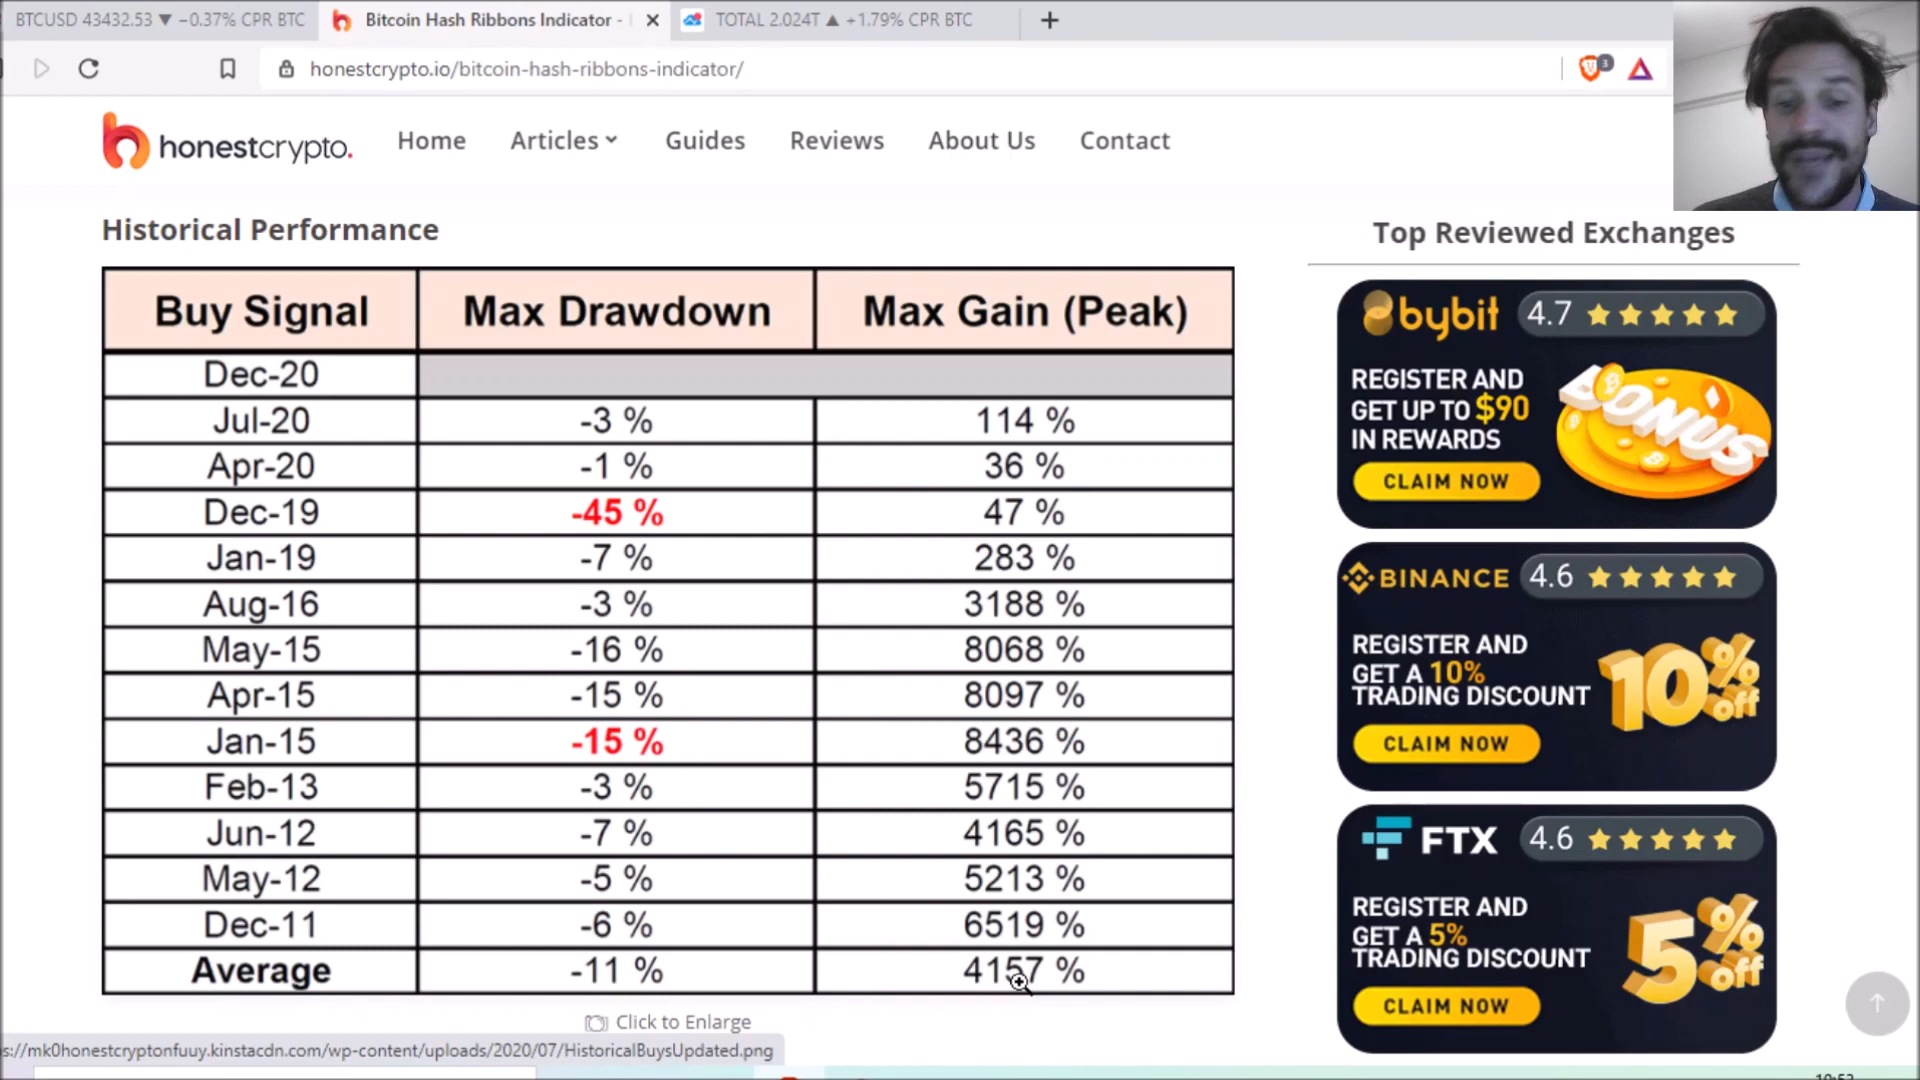 BTCUSD 43432.53 ▼ −0.37% CPR BTC
Bitcoin Hash Ribbons Indicator -
TOTAL 2.024T ▲ +1.79% CPR BTC
honestcrypto.io/bitcoin-hash-ribbons-indicator/
3
honestcrypto.
Home Articles Guides Reviews About Us Contact
Historical Performance
Buy Signal Max Drawdown Max Gain (Peak)
Dec-20
Jul-20 -3 % 114 %
Apr-20 -1 % 36 %
Dec-19 -45 % 47 %
Jan-19 -7 % 283 %
Aug-16 -3 % 3188 %
May-15 -16 % 8068 %
Apr-15 -15 % 8097 %
Jan-15 -15 % 8436 %
Feb-13 -3 % 5715 %
Jun-12 -7 % 4165 %
May-12 -5 % 5213 %
Dec-11 -6 % 6519 %
Average -11 % 4157 %
Click to Enlarge
s://mk0honestcryptonfuuy.kinstacdn.com/wp-content/uploads/2020/07/HistoricalBuysUpdated.png
Top Reviewed Exchanges
bybit 4.7
REGISTER AND
GET UP TO $90
IN REWARDS
CLAIM NOW
BONUS
BINANCE 4.6
REGISTER AND
GET A 10%
TRADING DISCOUNT
CLAIM NOW
10% off
FTX 4.6
REGISTER AND
GET A 5%
TRADING DISCOUNT
CLAIM NOW
5% off